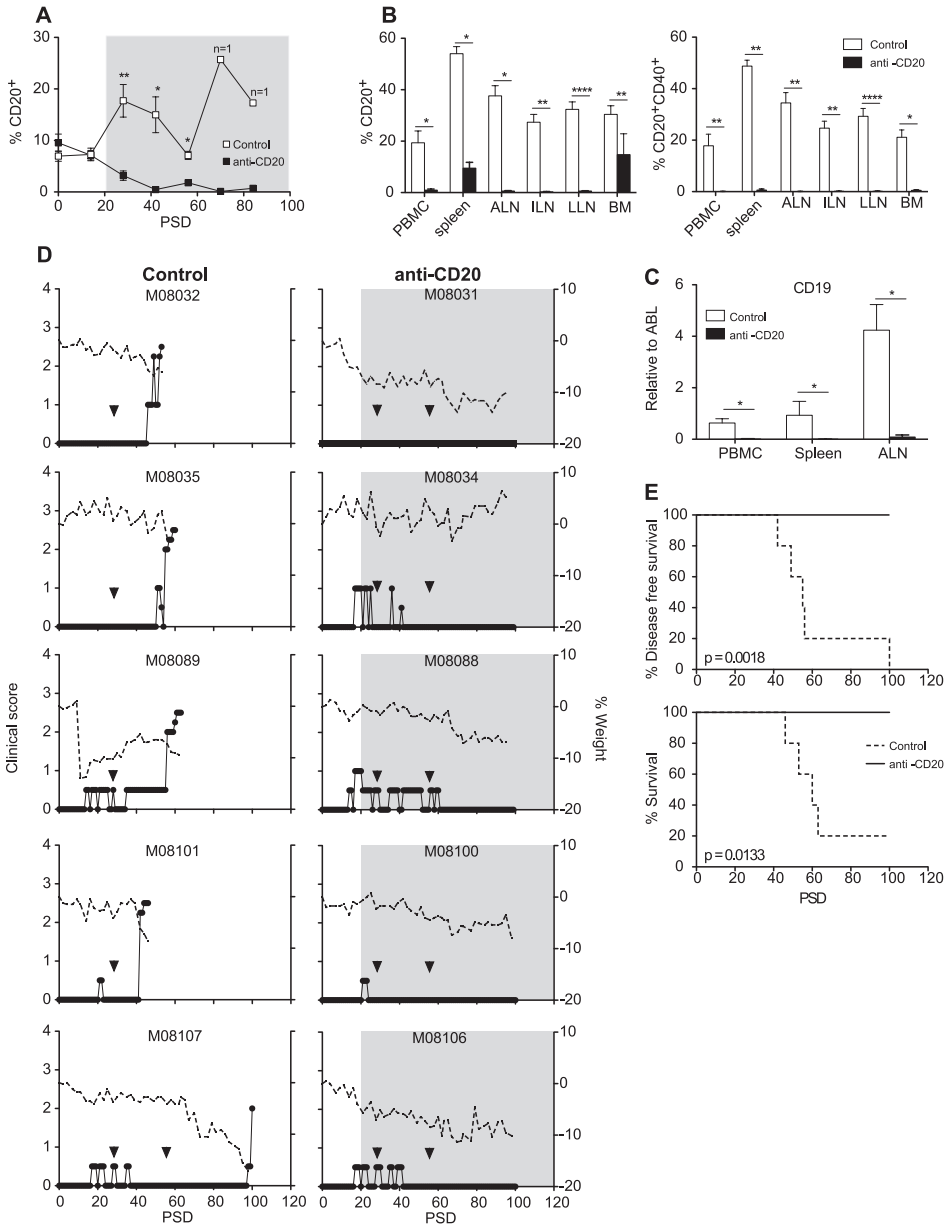 A
% CD20+
30
20
10
0
**
*
*
n=1
n=1
Control
anti-CD20
0 20 40 60 80 100
PSD
B
% CD20+
80
60
40
20
0
*
*
*
**
****
**
PBMC spleen ALN ILN LLN BM
% CD20+CD40+
60
40
20
0
**
**
**
**
****
*
Control
anti -CD20
PBMC spleen ALN ILN LLN BM
C
CD19
Relative to ABL
6
4
2
0
Control
anti -CD20
*
*
*
PBMC Spleen ALN
D
Control
anti-CD20
Clinical score
% Weight
M08032
4
3
2
1
0
M08031
10
0
-10
-20
M08035
4
3
2
1
0
M08034
10
0
-10
-20
M08089
4
3
2
1
0
M08088
10
0
-10
-20
M08101
4
3
2
1
0
M08100
10
0
-10
-20
M08107
4
3
2
1
0
M08106
10
0
-10
-20
0 20 40 60 80 100 120
PSD
0 20 40 60 80 100 120
PSD
E
% Disease free survival
100
80
60
40
20
0
p = 0.0018
0 20 40 60 80 100 120
% Survival
100
80
60
40
20
0
p = 0.0133
Control
anti -CD20
0 20 40 60 80 100 120
PSD